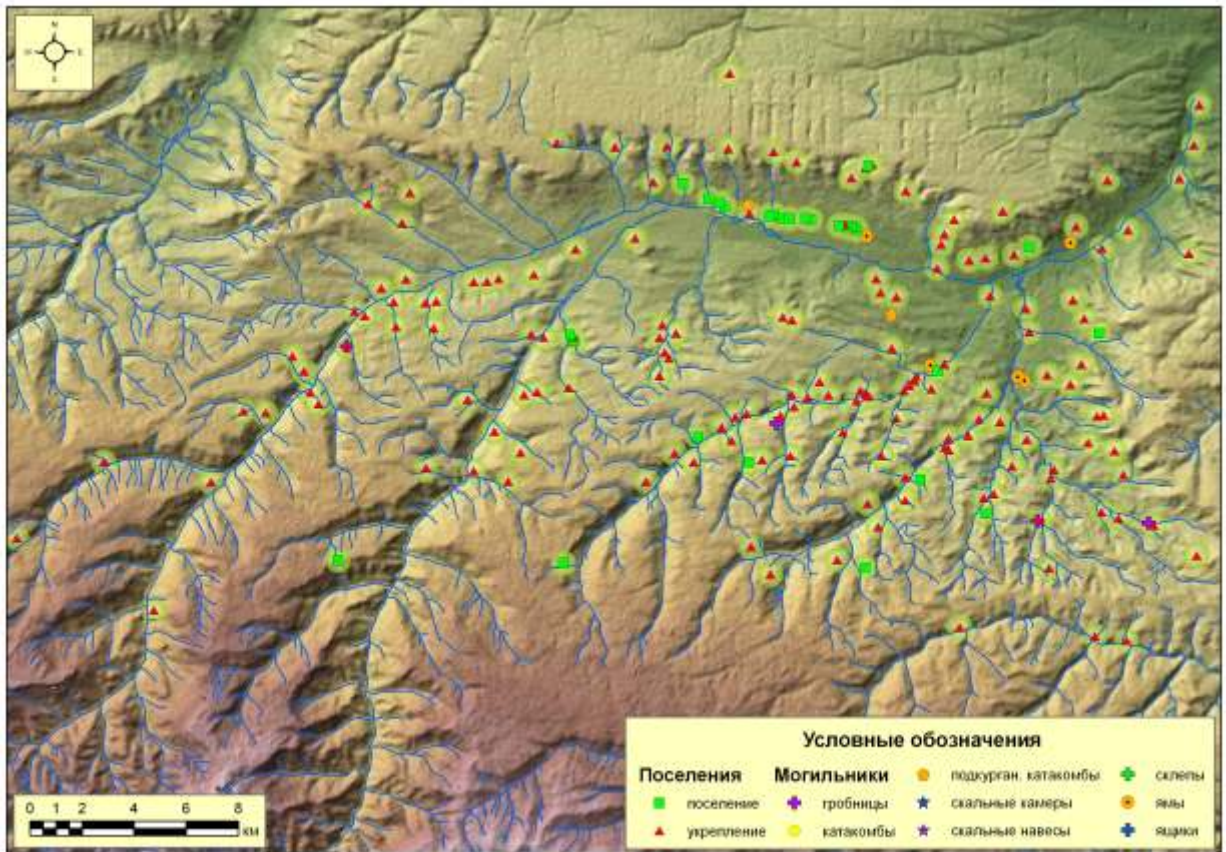 N
W E
S
Условные обозначения
Поселения Могильники подкурган. катакомбы склепы
поселение гробницы скальные камеры ямы
укрепление катакомбы скальные навесы ящики
0 1 2 4 6 8
км